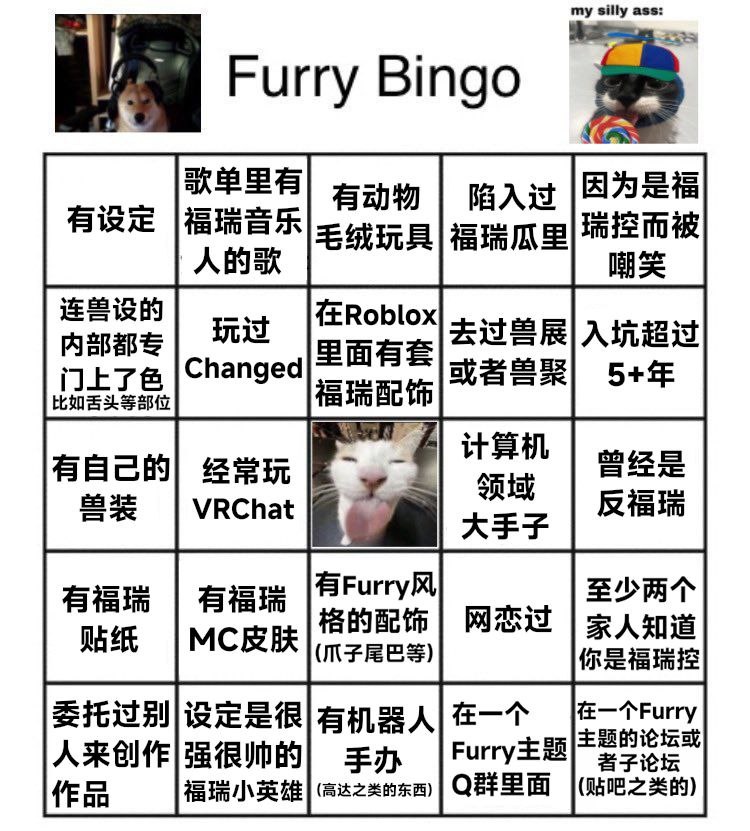 my silly ass:
Furry Bingo
有设定
歌单里有
福瑞音乐
人的歌
有动物
毛绒玩具
陷入过
福瑞瓜里
因为是福
瑞控而被
嘲笑
连兽设的
内部都专
门上了色
比如舌头等部位
玩过
Changed
在Roblox
里面有套
福瑞配饰
去过兽展
或者兽聚
入坑超过
5+年
有自己的
兽装
经常玩
VRChat
计算机
领域
大手子
曾经是
反福瑞
有福瑞
贴纸
有福瑞
MC皮肤
有Furry风
格的配饰
(爪子尾巴等)
网恋过
至少两个
家人知道
你是福瑞控
委托过别
人来创作
作品
设定是很
强很帅的
福瑞小英雄
有机器人
手办
(高达之类的东西)
在一个
Furry主题
Q群里面
在一个Furry
主题的论坛或
者子论坛
(贴吧之类的)